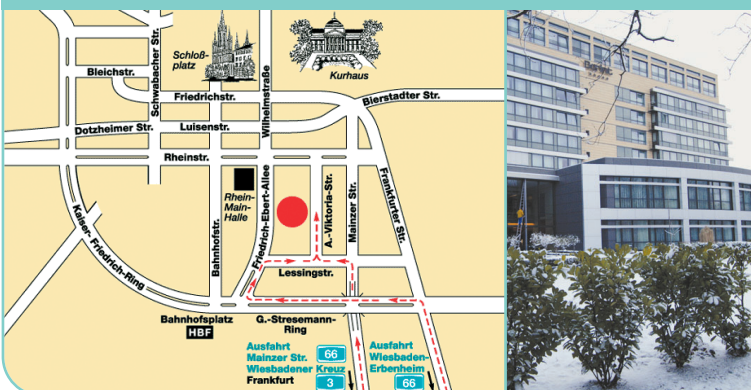 Schloß-
platz
Kurhaus
Schwabacher Str.
Bleichstr.
Friedrichstr.
Wilhelmstraße
Bierstadter Str.
Dotzheimer Str.
Luisenstr.
Rheinstr.
Rhein-
Main-
Halle
Friedrich-Ebert-Allee
A.-Viktoria-Str.
Mainzer Str.
Frankfurter Str.
Kaiser-Friedrich-Ring
Bahnhofstr.
Lessingstr.
Bahnhofsplatz
HBF
G.-Stresemann-
Ring
Ausfahrt
Mainzer Str.
66
Wiesbadener Kreuz
Frankfurt
3
Ausfahrt
Wiesbaden-
Erbenheim
66